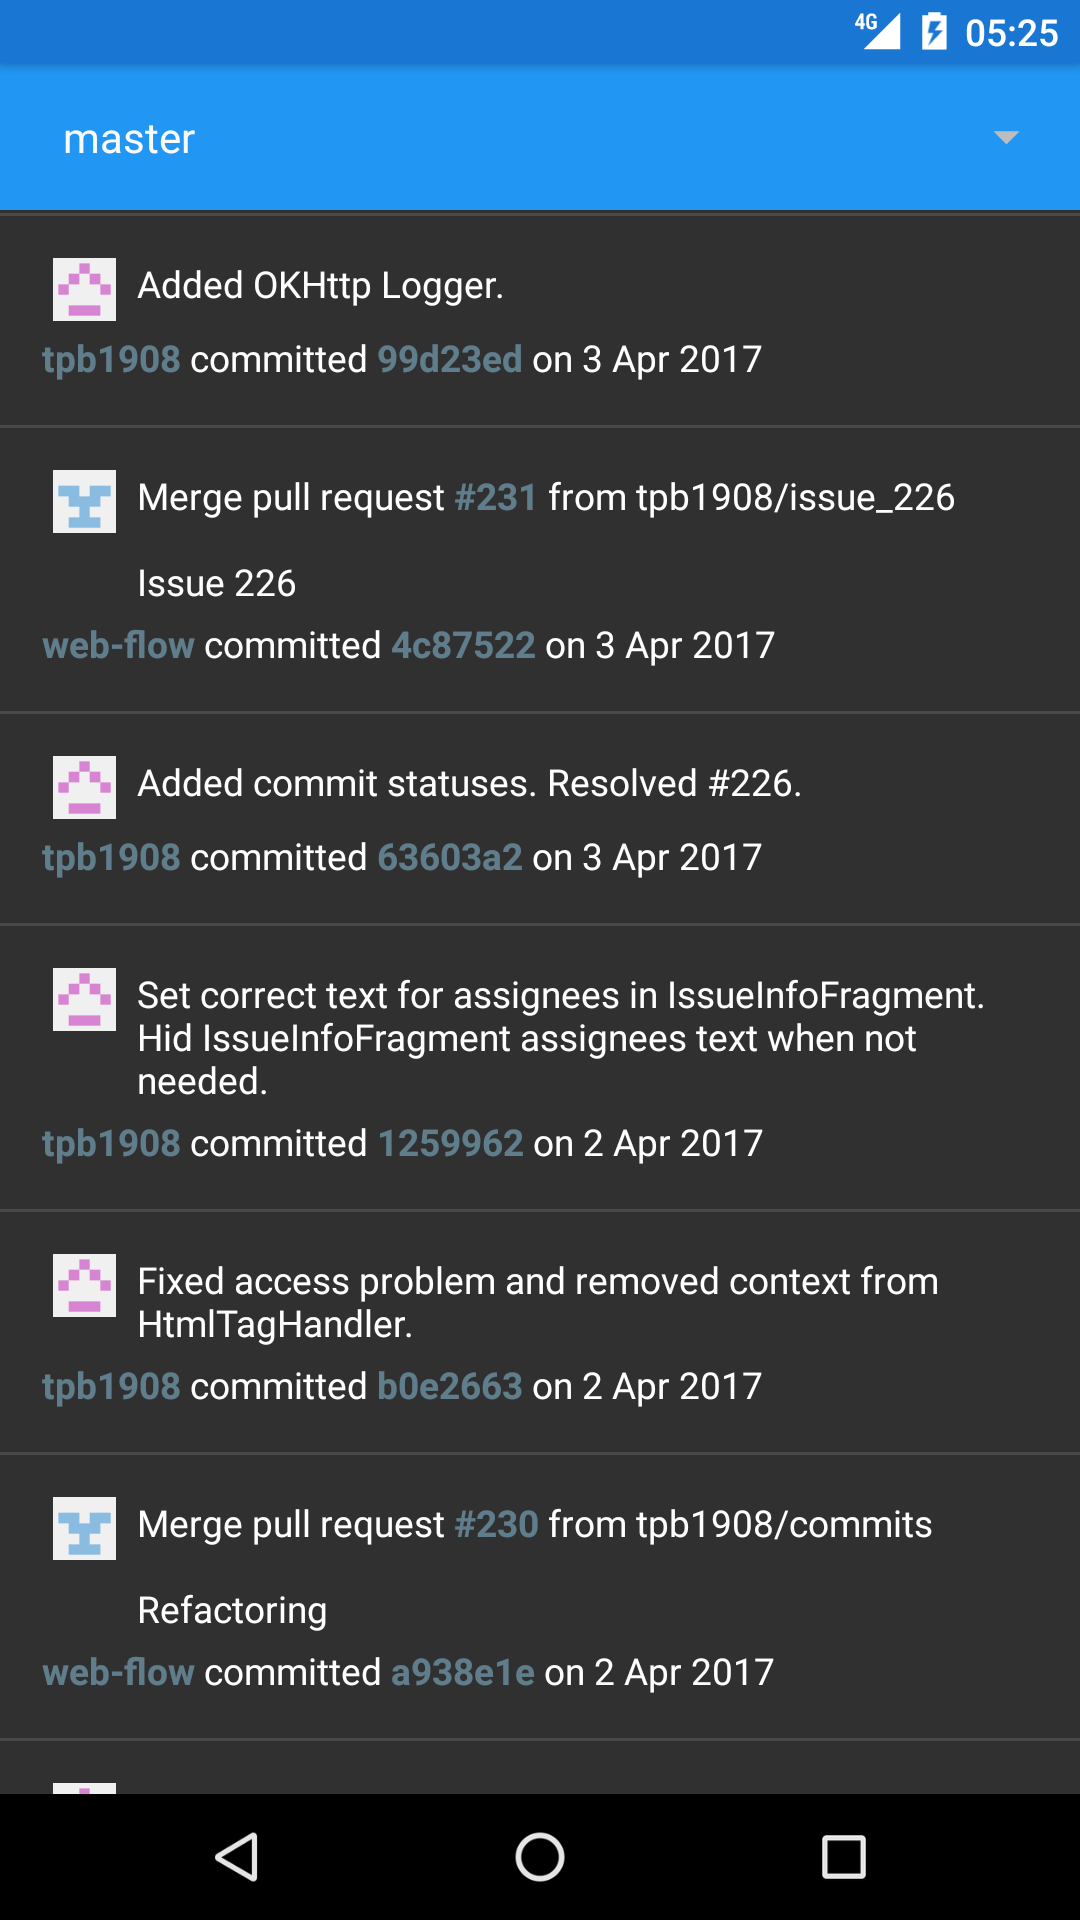 4G 05:25
master
Added OKHttp Logger.
tpb1908 committed 99d23ed on 3 Apr 2017
Merge pull request #231 from tpb1908/issue_226
Issue 226
web-flow committed 4c87522 on 3 Apr 2017
Added commit statuses. Resolved #226.
tpb1908 committed 63603a2 on 3 Apr 2017
Set correct text for assignees in IssueInfoFragment.
Hid IssueInfoFragment assignees text when not
needed.
tpb1908 committed 1259962 on 2 Apr 2017
Fixed access problem and removed context from
HtmlTagHandler.
tpb1908 committed b0e2663 on 2 Apr 2017
Merge pull request #230 from tpb1908/commits
Refactoring
web-flow committed a938e1e on 2 Apr 2017